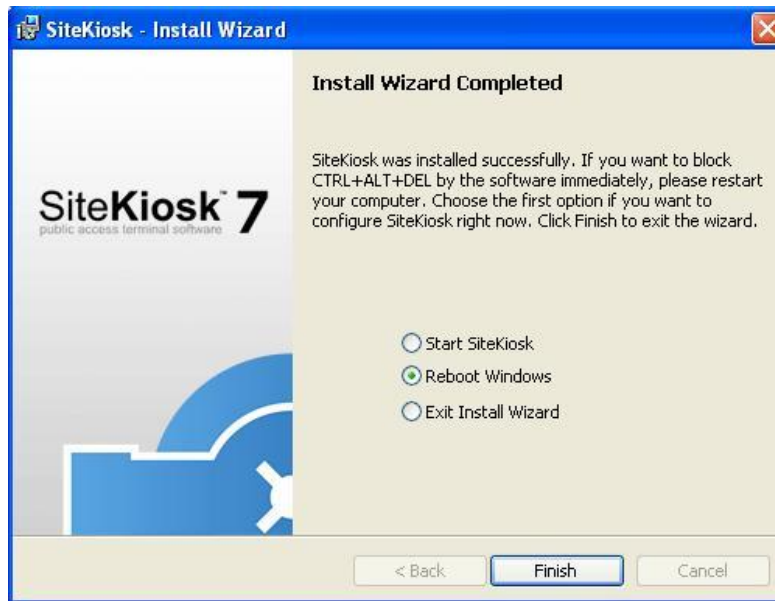 SiteKiosk - Install Wizard
Install Wizard Completed
SiteKiosk was installed successfully. If you want to block
CTRL+ALT+DEL by the software immediately, please restart
your computer. Choose the first option if you want to
configure SiteKiosk right now. Click Finish to exit the wizard.
SiteKiosk™ 7
public access terminal software
Start SiteKiosk
Reboot Windows
Exit Install Wizard
< Back
Finish
Cancel